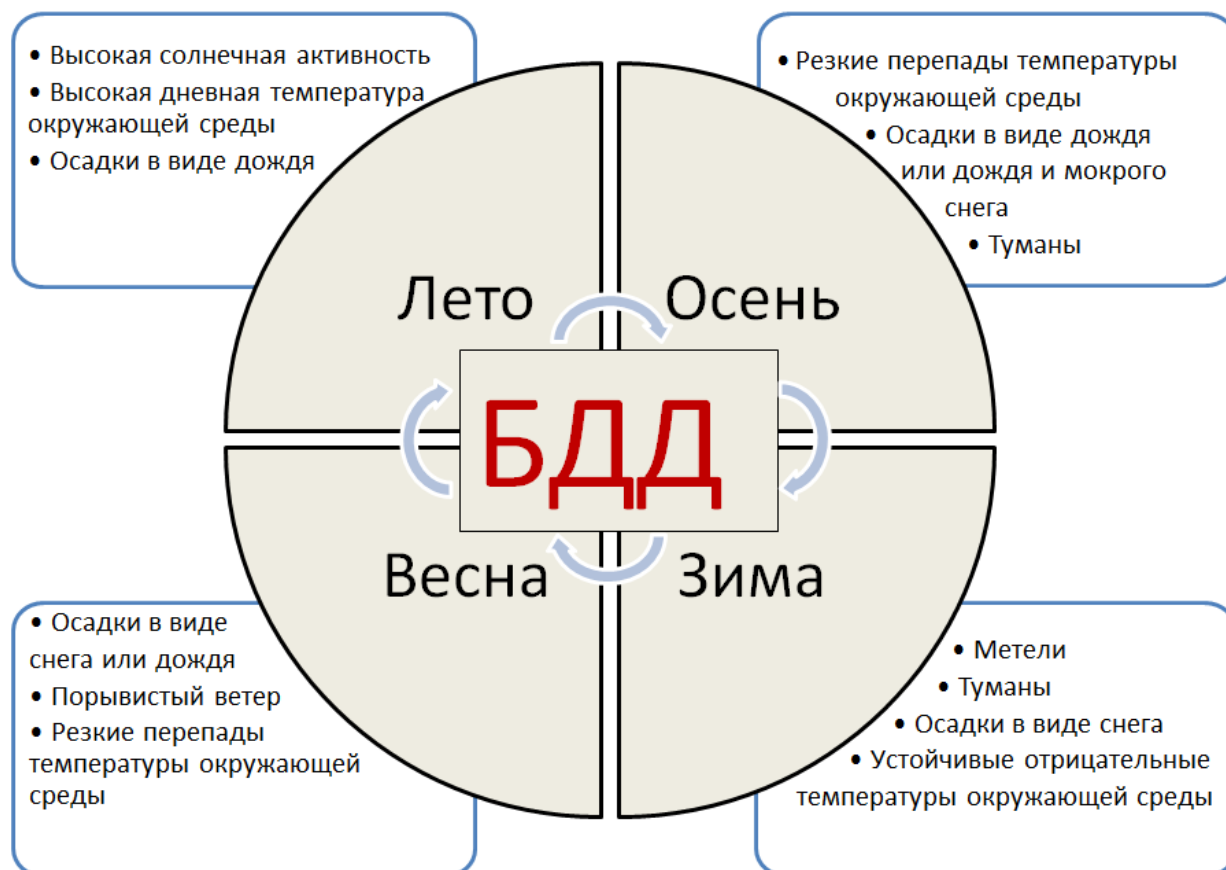 • Высокая солнечная активность
• Высокая дневная температура
окружающей среды
• Осадки в виде дождя
• Резкие перепады температуры
окружающей среды
• Осадки в виде дождя
или дождя и мокрого
снега
• Туманы
Лето
Осень
БДД
Весна
Зима
• Осадки в виде
снега или дождя
• Порывистый ветер
• Резкие перепады
температуры окружающей
среды
• Метели
• Туманы
• Осадки в виде снега
• Устойчивые отрицательные
температуры окружающей среды